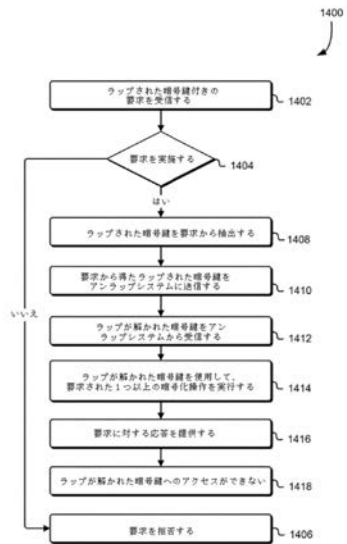 1400
ラップされた暗号鍵付きの
要求を受信する
1402
要求を実施する
1404
はい
いいえ
ラップされた暗号鍵を要求から抽出する
1408
要求から得たラップされた暗号鍵を
アンラップシステムに送信する
1410
ラップが解かれた暗号鍵をアン
ラップシステムから受信する
1412
ラップが解かれた暗号鍵を使用して、
要求された1つ以上の暗号化操作を実行する
1414
要求に対する応答を提供する
1416
ラップが解かれた暗号鍵へのアクセスができない
1418
要求を拒否する
1406